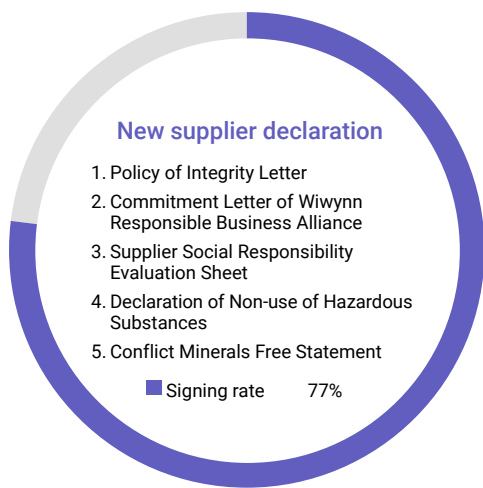 New supplier declaration
1. Policy of Integrity Letter
2. Commitment Letter of Wiwynn
Responsible Business Alliance
3. Supplier Social Responsibility
Evaluation Sheet
4. Declaration of Non-use of Hazardous
Substances
5. Conflict Minerals Free Statement
Signing rate 77%